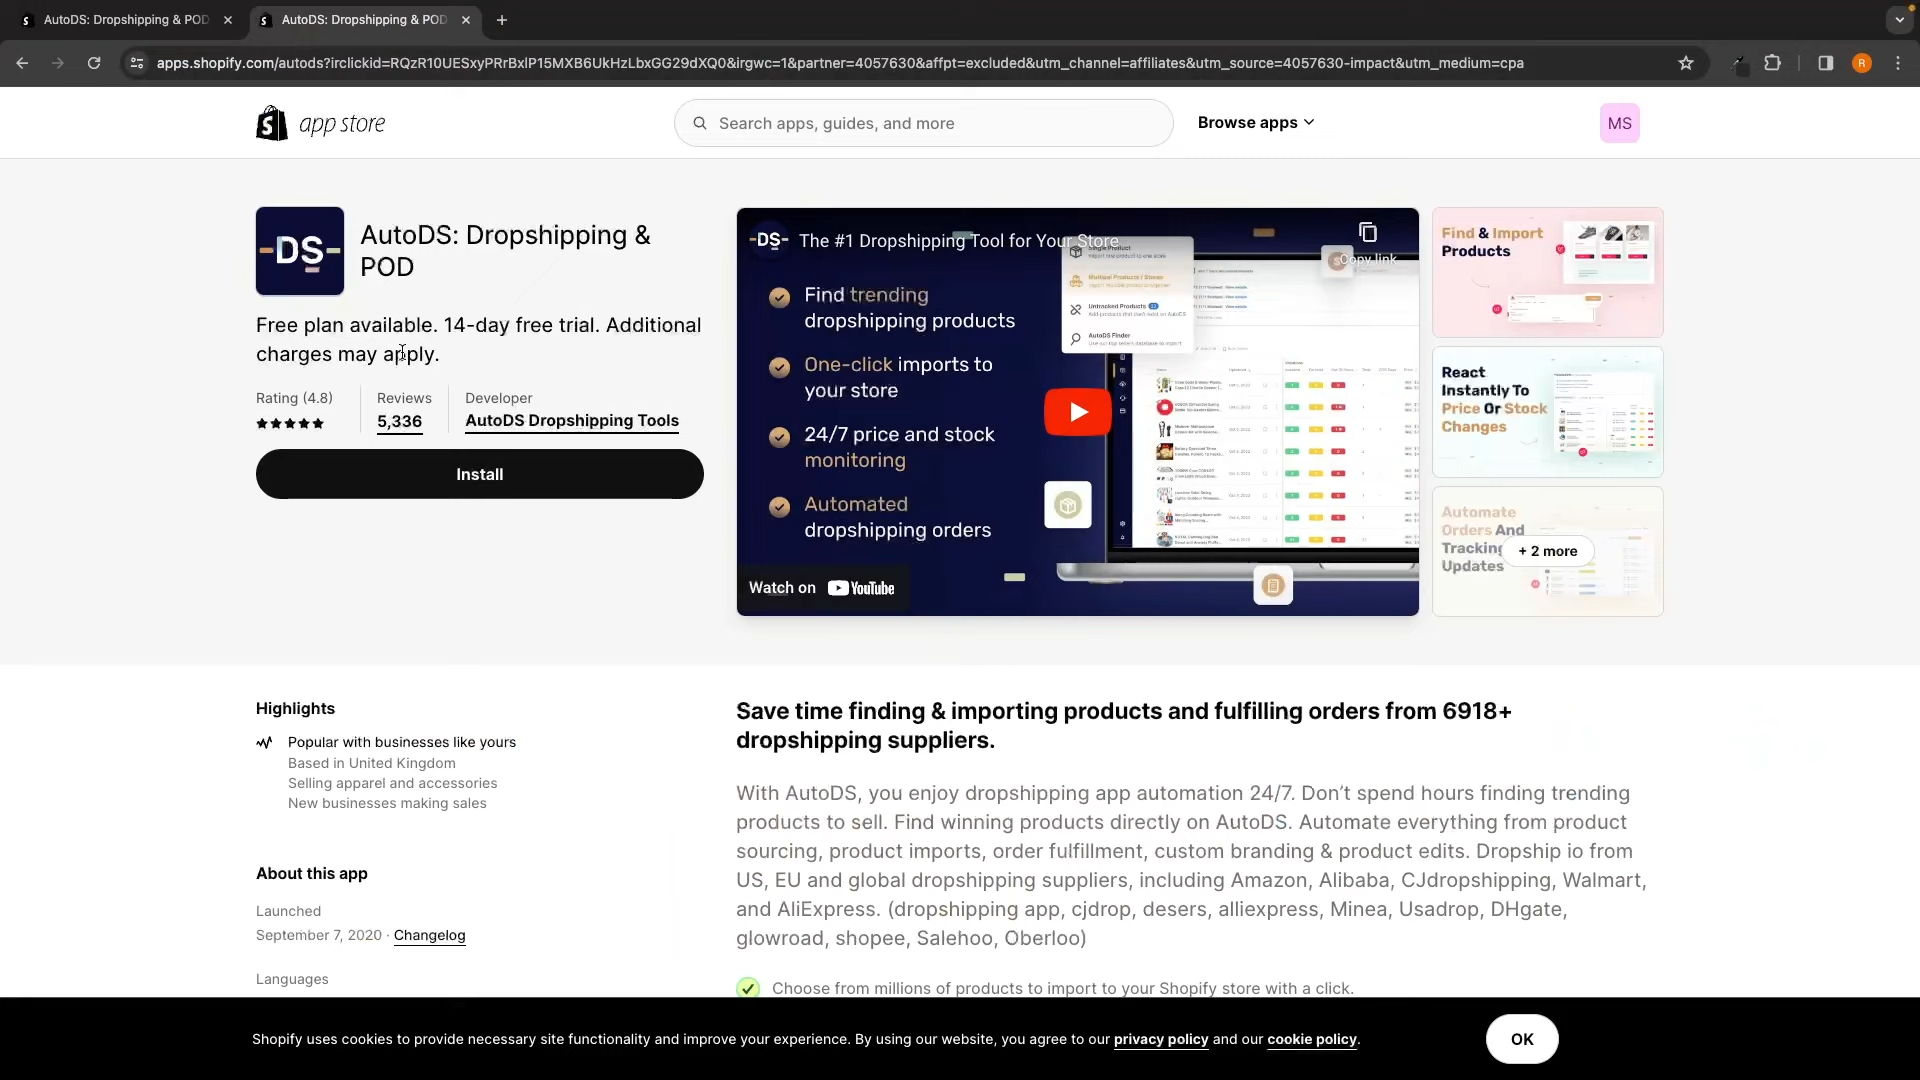 AutoDS: Dropshipping & POD
AutoDS: Dropshipping & POD
apps.shopify.com/autods?irclickid=RQzR10UESxyPRrBxlP15MXB6UkHzLbxGG29dXQ0&irgwc=1&partner=4057630&affpt=excluded&utm_channel=affiliates&utm_source=4057630-impact&utm_medium=cpa
R
app store
Search apps, guides, and more
Browse apps
MS
-DS-
AutoDS: Dropshipping &
POD
Free plan available. 14-day free trial. Additional
charges may apply.
Rating (4.8)
Reviews
Developer
5,336
AutoDS Dropshipping Tools
Install
-DS-
The #1 Dropshipping Tool for Your Store
Copy link
Find trending
dropshipping products
One-click imports to
your store
24/7 price and stock
monitoring
Automated
dropshipping orders
Multiple Products / Stores
Untracked Products
AutoDS Finder
Watch on YouTube
Find & Import
Products
React
Instantly To
Price Or Stock
Changes
Automate
Orders And
Tracking
Updates
+ 2 more
Highlights
Popular with businesses like yours
Based in United Kingdom
Selling apparel and accessories
New businesses making sales
About this app
Launched
September 7, 2020 · Changelog
Languages
Save time finding & importing products and fulfilling orders from 6918+
dropshipping suppliers.
With AutoDS, you enjoy dropshipping app automation 24/7. Don’t spend hours finding trending
products to sell. Find winning products directly on AutoDS. Automate everything from product
sourcing, product imports, order fulfillment, custom branding & product edits. Dropship io from
US, EU and global dropshipping suppliers, including Amazon, Alibaba, CJdropshipping, Walmart,
and AliExpress. (dropshipping app, cjdrop, desers, alliexpress, Minea, Usadrop, DHgate,
glowroad, shopee, Salehoo, Oberloo)
Choose from millions of products to import to your Shopify store with a click.
Shopify uses cookies to provide necessary site functionality and improve your experience. By using our website, you agree to our privacy policy and our cookie policy.
OK